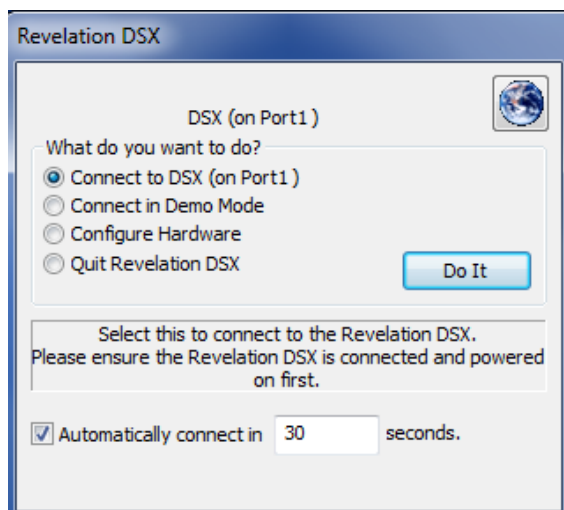 Revelation DSX
DSX (on Port1)
What do you want to do?
Connect to DSX (on Port1)
Connect in Demo Mode
Configure Hardware
Quit Revelation DSX
Do It
Select this to connect to the Revelation DSX.
Please ensure the Revelation DSX is connected and powered
on first.
Automatically connect in 30 seconds.